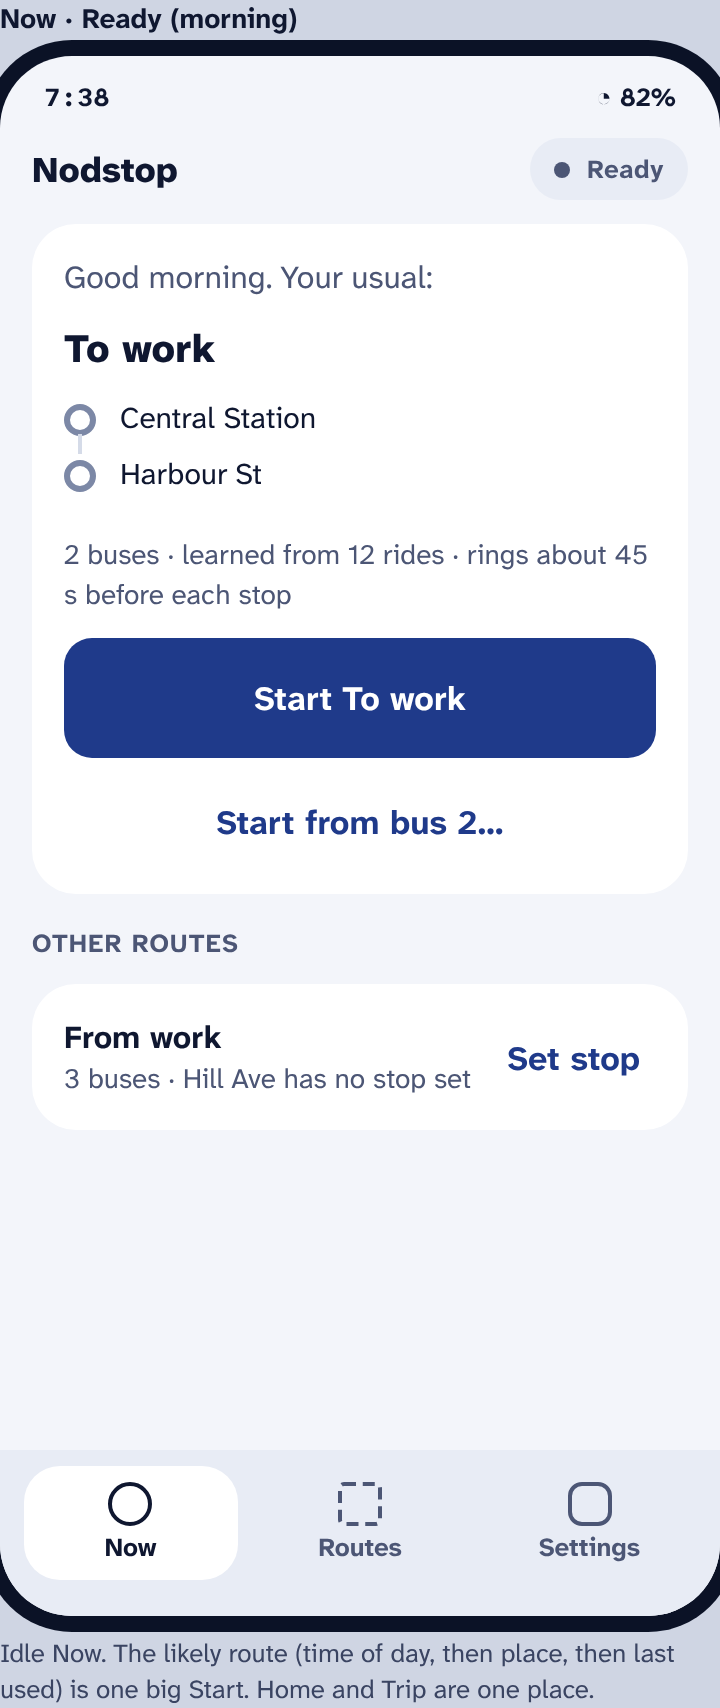 Now · Ready (morning)
7:38
82%
Nodstop
Ready
Good morning. Your usual:
To work
Central Station
Harbour St
2 buses · learned from 12 rides · rings about 45
s before each stop
Start To work
Start from bus 2...
OTHER ROUTES
From work
3 buses · Hill Ave has no stop set
Set stop
Now
Routes
Settings
Idle Now. The likely route (time of day, then place, then last
used) is one big Start. Home and Trip are one place.